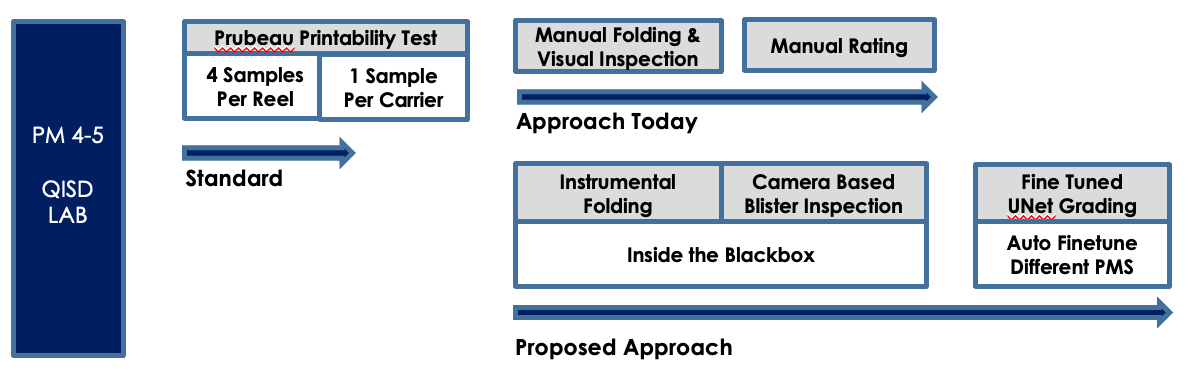 PM 4-5
QISD
LAB
Prubeau Printability Test
4 Samples
Per Reel
1 Sample
Per Carrier
Standard
Manual Folding &
Visual Inspection
Manual Rating
Approach Today
Instrumental
Folding
Camera Based
Blister Inspection
Inside the Blackbox
Fine Tuned
UNet Grading
Auto Finetune
Different PMS
Proposed Approach